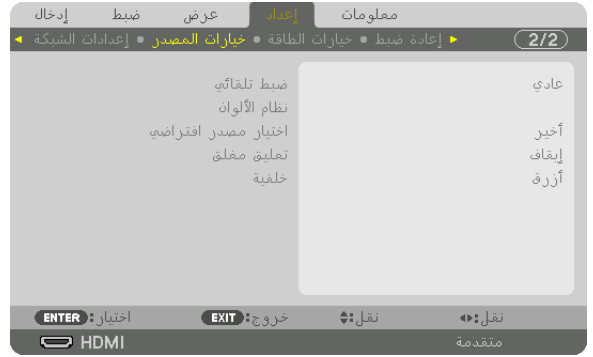 إدخال ضبط عرض إعداد معلومات
إعدادات الشبكة • خيارات المصدر • خيارات الطاقة • إعادة ضبط 2/2
ضبط تلقائي عادي
نظام الألوان
اختيار مصدر افتراضي أخير
تعليق مغلق إيقاف
خلفية أزرق
ENTER :اختيار EXIT :خروج نقل: نقل:
HDMI متقدمة